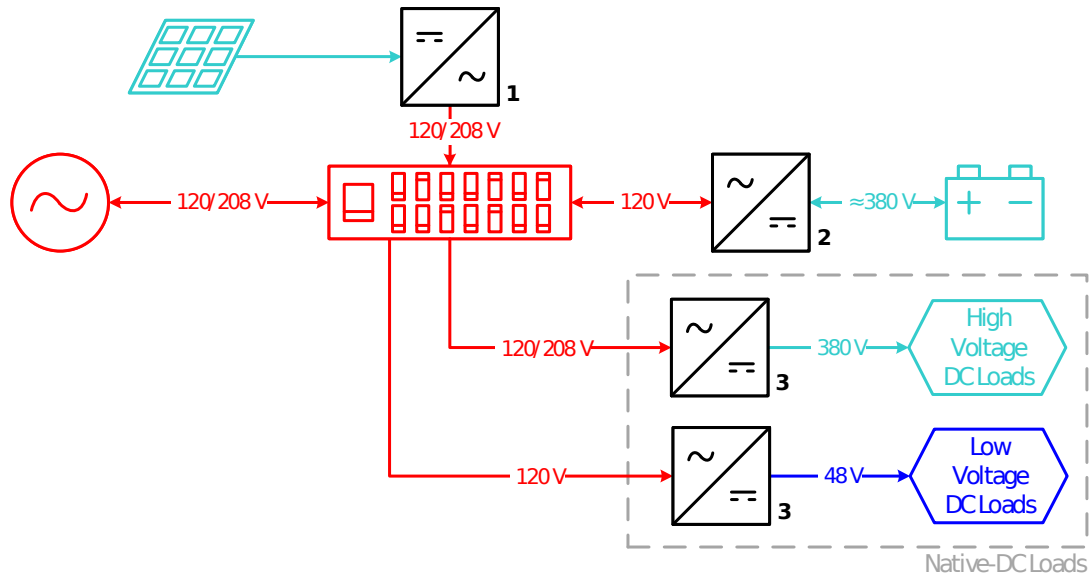 1
120/208 V
120/208 V
120 V
≈380 V
2
High
Voltage
DC Loads
120/208 V
380 V
3
Low
Voltage
DC Loads
120 V
48 V
3
Native-DC Loads